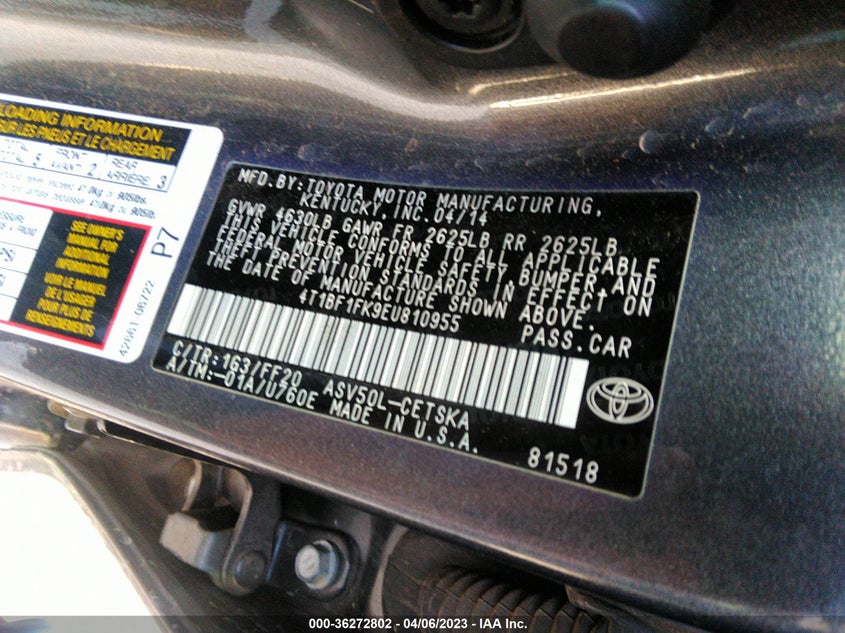 LOADING INFORMATION
SUR LES PNEUS ET LE CHARGEMENT
FRONT
AVANT 2
REAR
ARRIERE 3
SEE OWNER'S
MANUAL FOR
ADDITIONAL
INFORMATION
VOIR LE MANUEL
DE L'USAGER
POUR PLUS DE
RENSEIGNEMENTS
P7
42661-06722
MFD.BY:TOYOTA MOTOR MANUFACTURING,
KENTUCKY, INC.04/14
GVWR 4630LB GAWR FR 2625LB RR 2625LB
THIS VEHICLE CONFORMS TO ALL APPLICABLE
FEDERAL MOTOR VEHICLE SAFETY,BUMPER,AND
THEFT PREVENTION STANDARDS IN EFFECT ON
THE DATE OF MANUFACTURE SHOWN ABOVE.
4T1BF1FK9EU810955 PASS.CAR
C/TR:1G3/FF20 ASV50L-CETSKA
A/TM:-01A/U760E MADE IN U.S.A.
81518
000-36272802 - 04/06/2023 - IAA Inc.